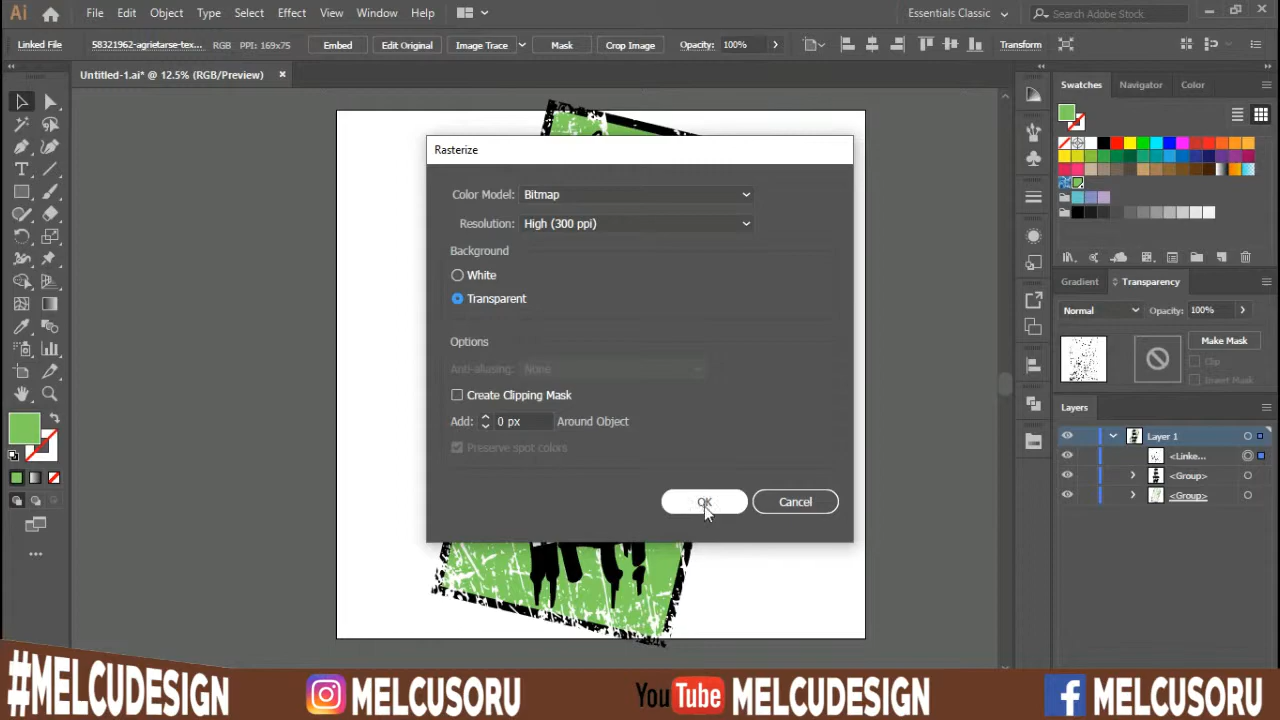 Ai File Edit Object Type Select Effect View Window Help Essentials Classic Search Adobe Stock
Linked File 58321962-agrietarse-tex... RGB PPI: 169x75 Embed Edit Original Image Trace Mask Crop Image Opacity: 100% Transform
Untitled-1.ai* @ 12.5% (RGB/Preview)
Swatches Navigator Color
Rasterize
Color Model: Bitmap
Resolution: High (300 ppi)
Background
White
Transparent
Options
Anti-aliasing: None
Create Clipping Mask
Add: 0 px Around Object
Preserve spot colors
OK Cancel
Gradient Transparency
Normal Opacity: 100%
Make Mask
Clip
Invert Mask
Layers
Layer 1
<Linke...
<Group>
<Group>
#MELCUDESIGN MELCUSORU YouTube MELCUDESIGN f MELCUSORU